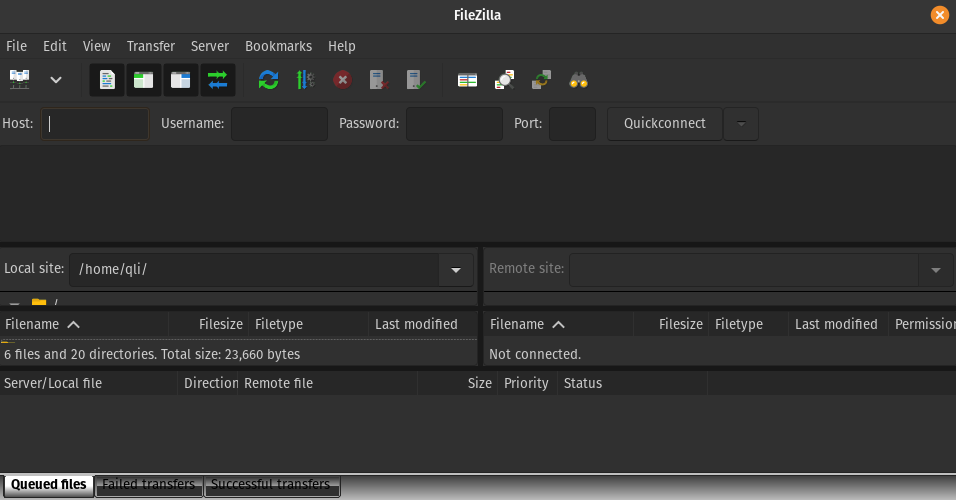 FileZilla
File Edit View Transfer Server Bookmarks Help
Host: Username: Password: Port: Quickconnect
Local site: /home/qli/ Remote site:
/
Filename Filesize Filetype Last modified Filename Filesize Filetype Last modified Permission
6 files and 20 directories. Total size: 23,660 bytes Not connected.
Server/Local file Direction Remote file Size Priority Status
Queued files Failed transfers Successful transfers